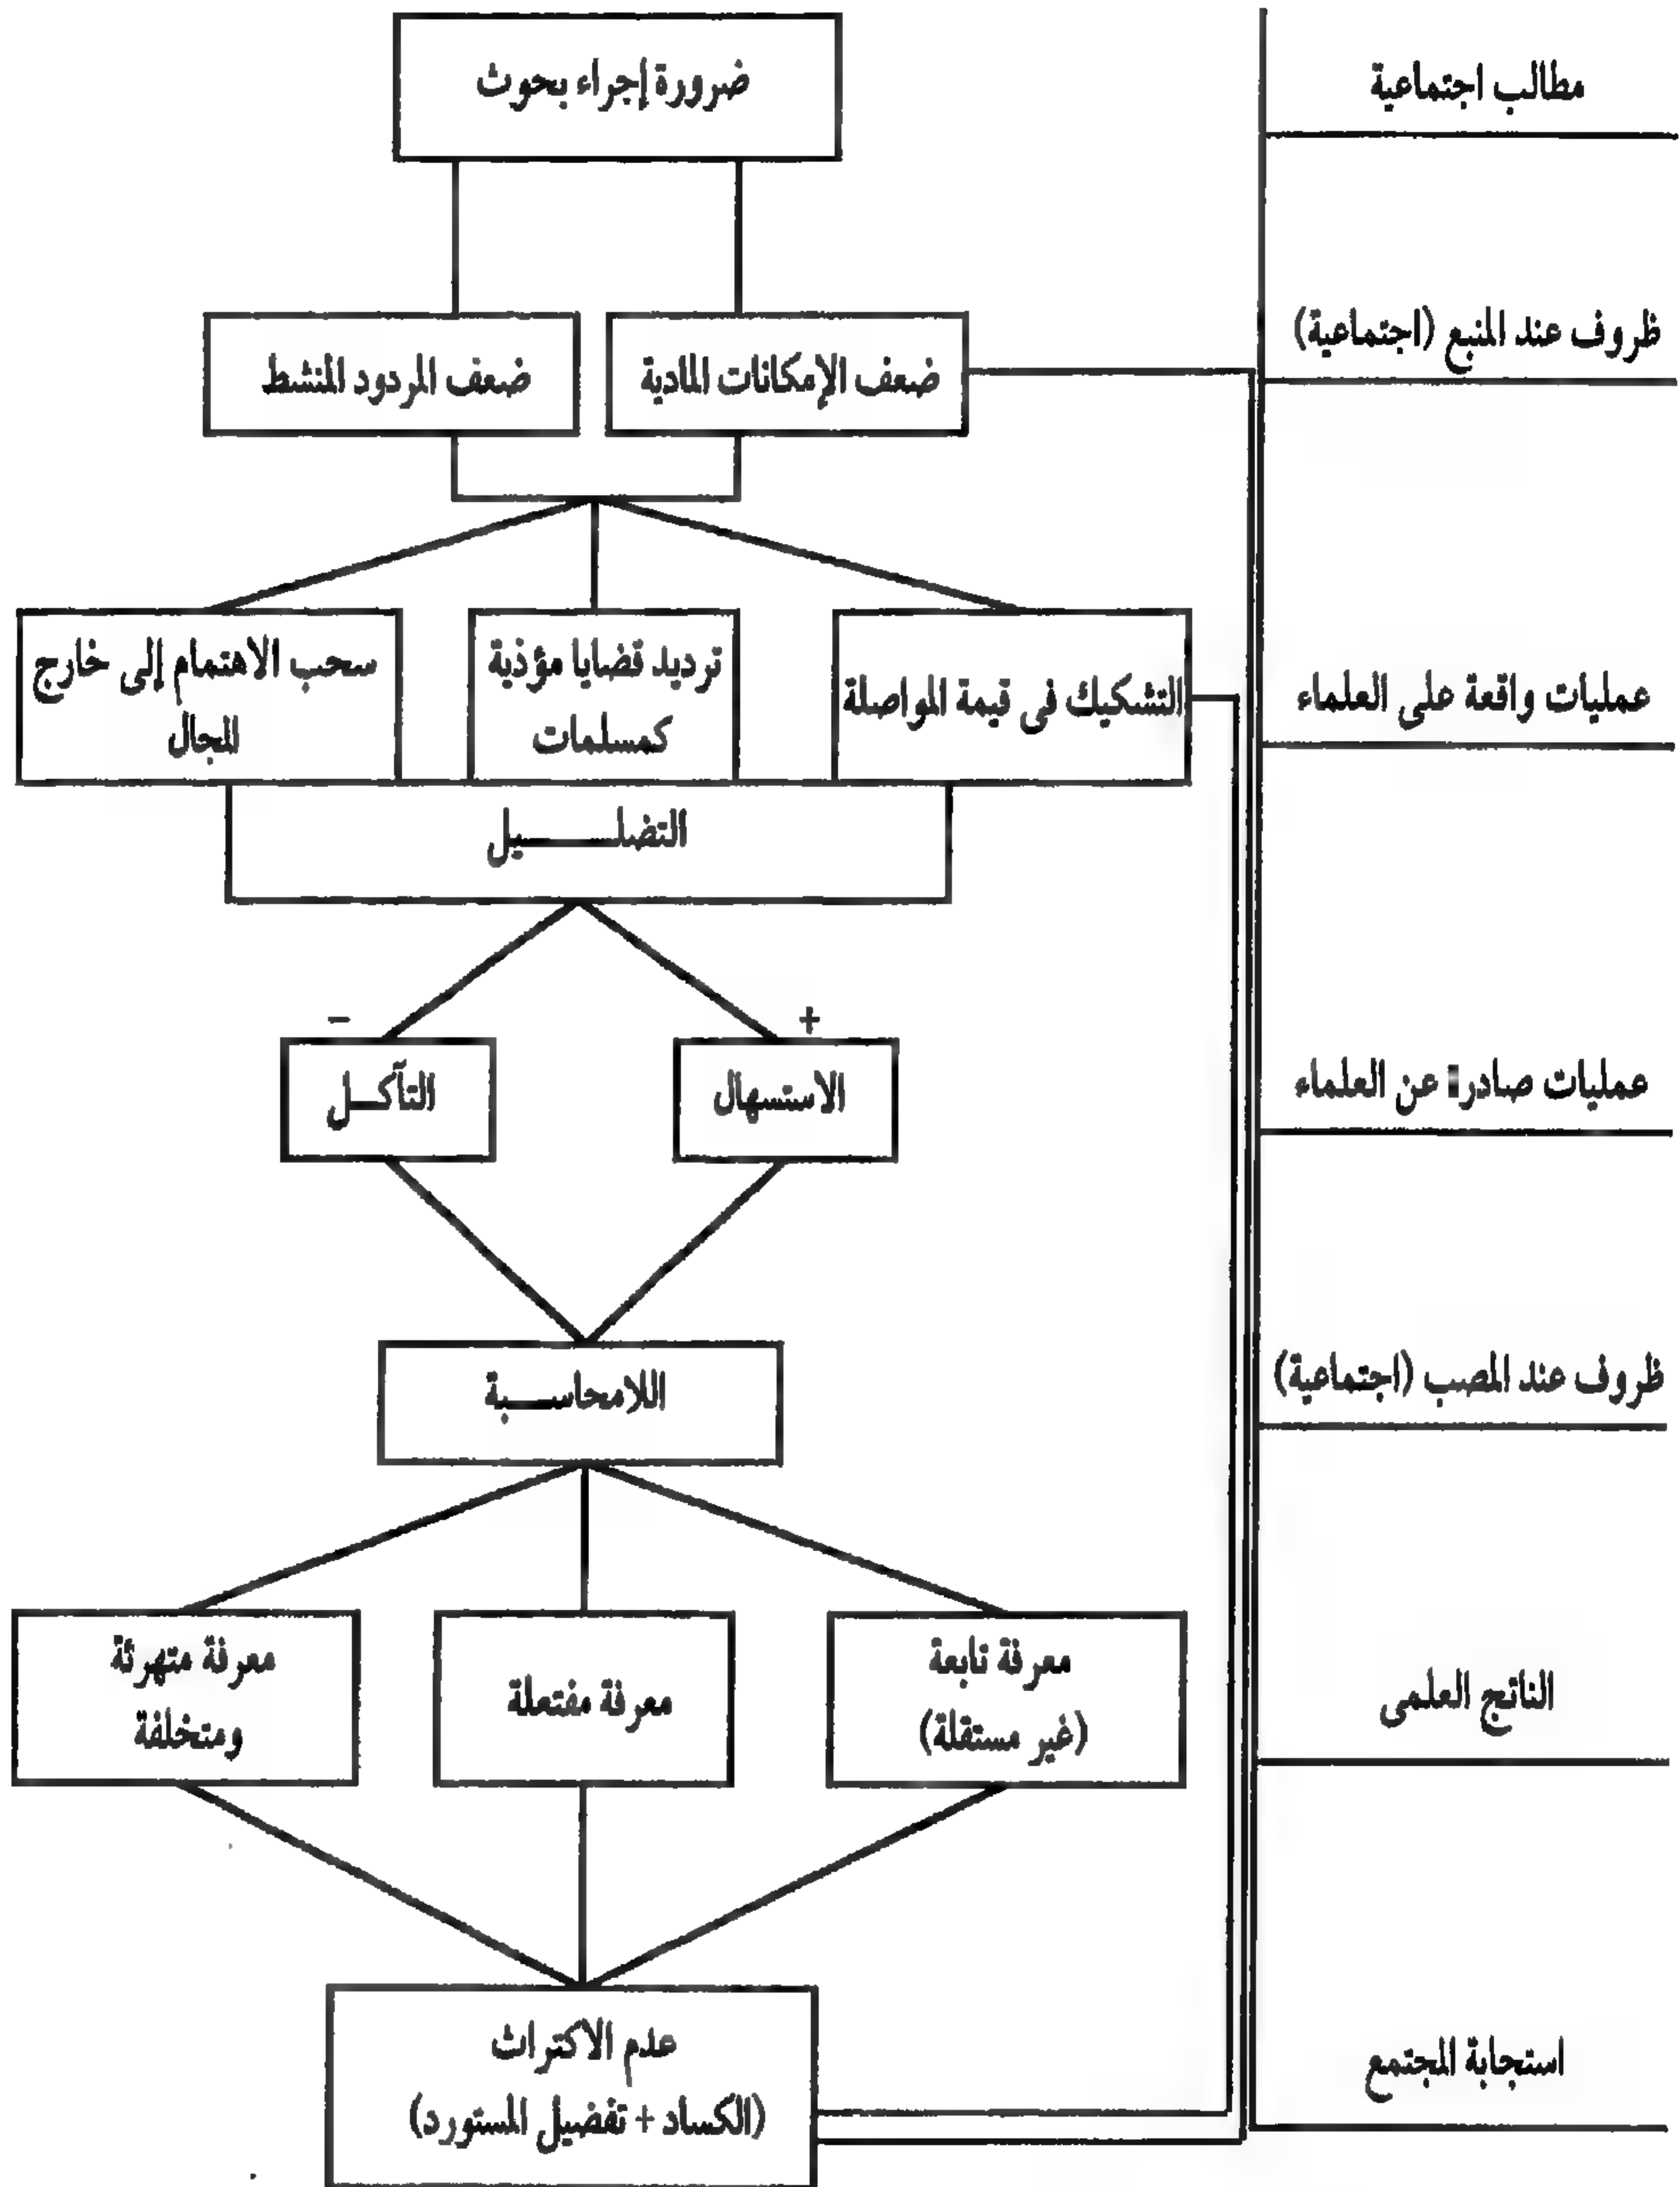 مطالب اجتماعية
ضرورة إجراء بحوث
ظروف عند المنبع (اجتماعية)
ضعف الإمكانات المادية
ضعف المردود المنشط
عمليات واقعة على العلماء
التشكيك فى قيمة المواصلة
ترديد قضايا مؤذية
كمسلمات
سحب الاهتمام إلى خارج
المجال
التضلـــــيل
عمليات صادرة عن العلماء
+
الاستسهال
−
التآكــل
ظروف عند المصب (اجتماعية)
اللامحاســـبة
الناتج العلمى
معرفة تابعة
(غير مستقلة)
معرفة مفتعلة
معرفة متهرئة
ومتخلفة
استجابة المجتمع
عدم الاكتراث
(الكساد + تفضيل المستورد)